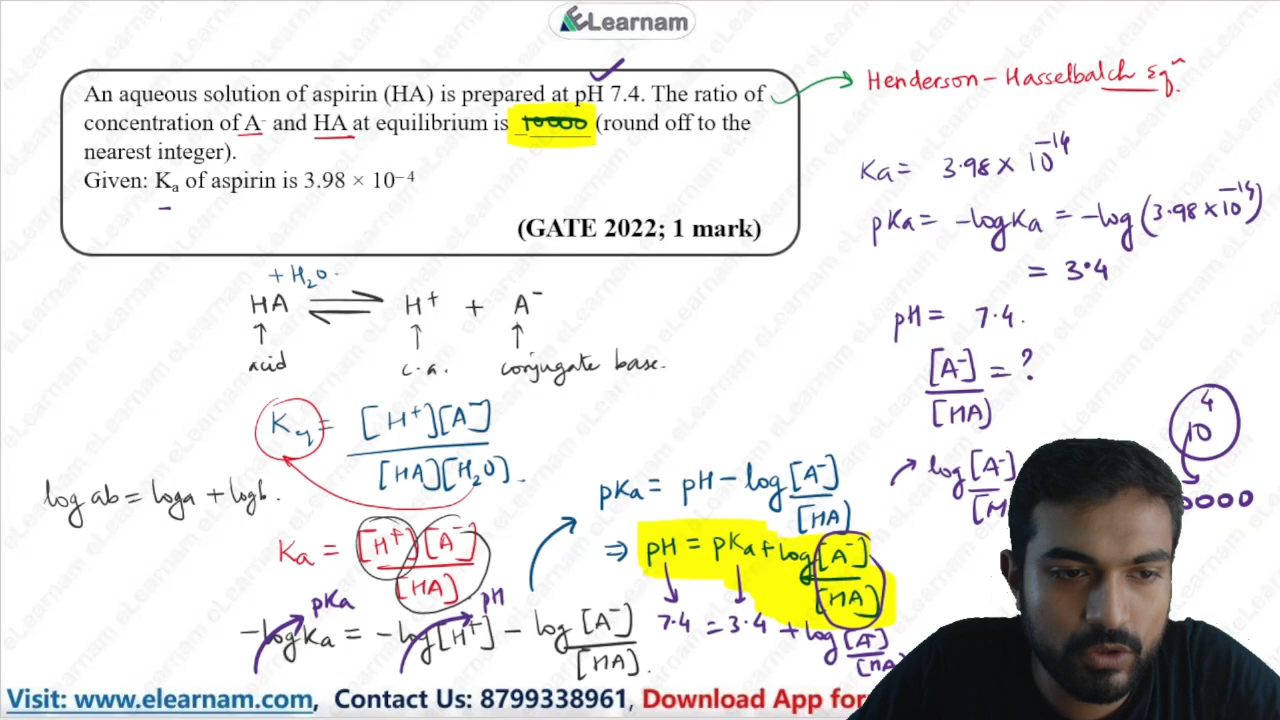 eLearnam
An aqueous solution of aspirin (HA) is prepared at pH 7.4. The ratio of
concentration of A⁻ and HA at equilibrium is _10000_ (round off to the
nearest integer).
Given: Kₐ of aspirin is 3.98 × 10⁻⁴
(GATE 2022; 1 mark)
Henderson-Hasselbalch Eqⁿ.
Ka = 3.98 × 10⁻¹⁴
pKa = -log Ka = -log (3.98 × 10⁻¹⁴)
= 3.4
pH = 7.4.
[A⁻]/[HA] = ?
10⁴
log [A⁻]
+ H₂O.
HA ⇌ H⁺ + A⁻
acid c.a. conjugate base.
Keq = [H⁺][A⁻]/[HA][H₂O].
log ab = log a + log b.
Ka = [H⁺][A⁻]/[HA]
pKa pH
-log Ka = -log [H⁺] - log [A⁻]/[HA].
pKa = pH - log [A⁻]/[HA]
⇒ pH = pKa + log [A⁻]/[HA]
7.4 = 3.4 + log [A⁻]/[HA]
Visit: www.elearnam.com, Contact Us: 8799338961, Download App for